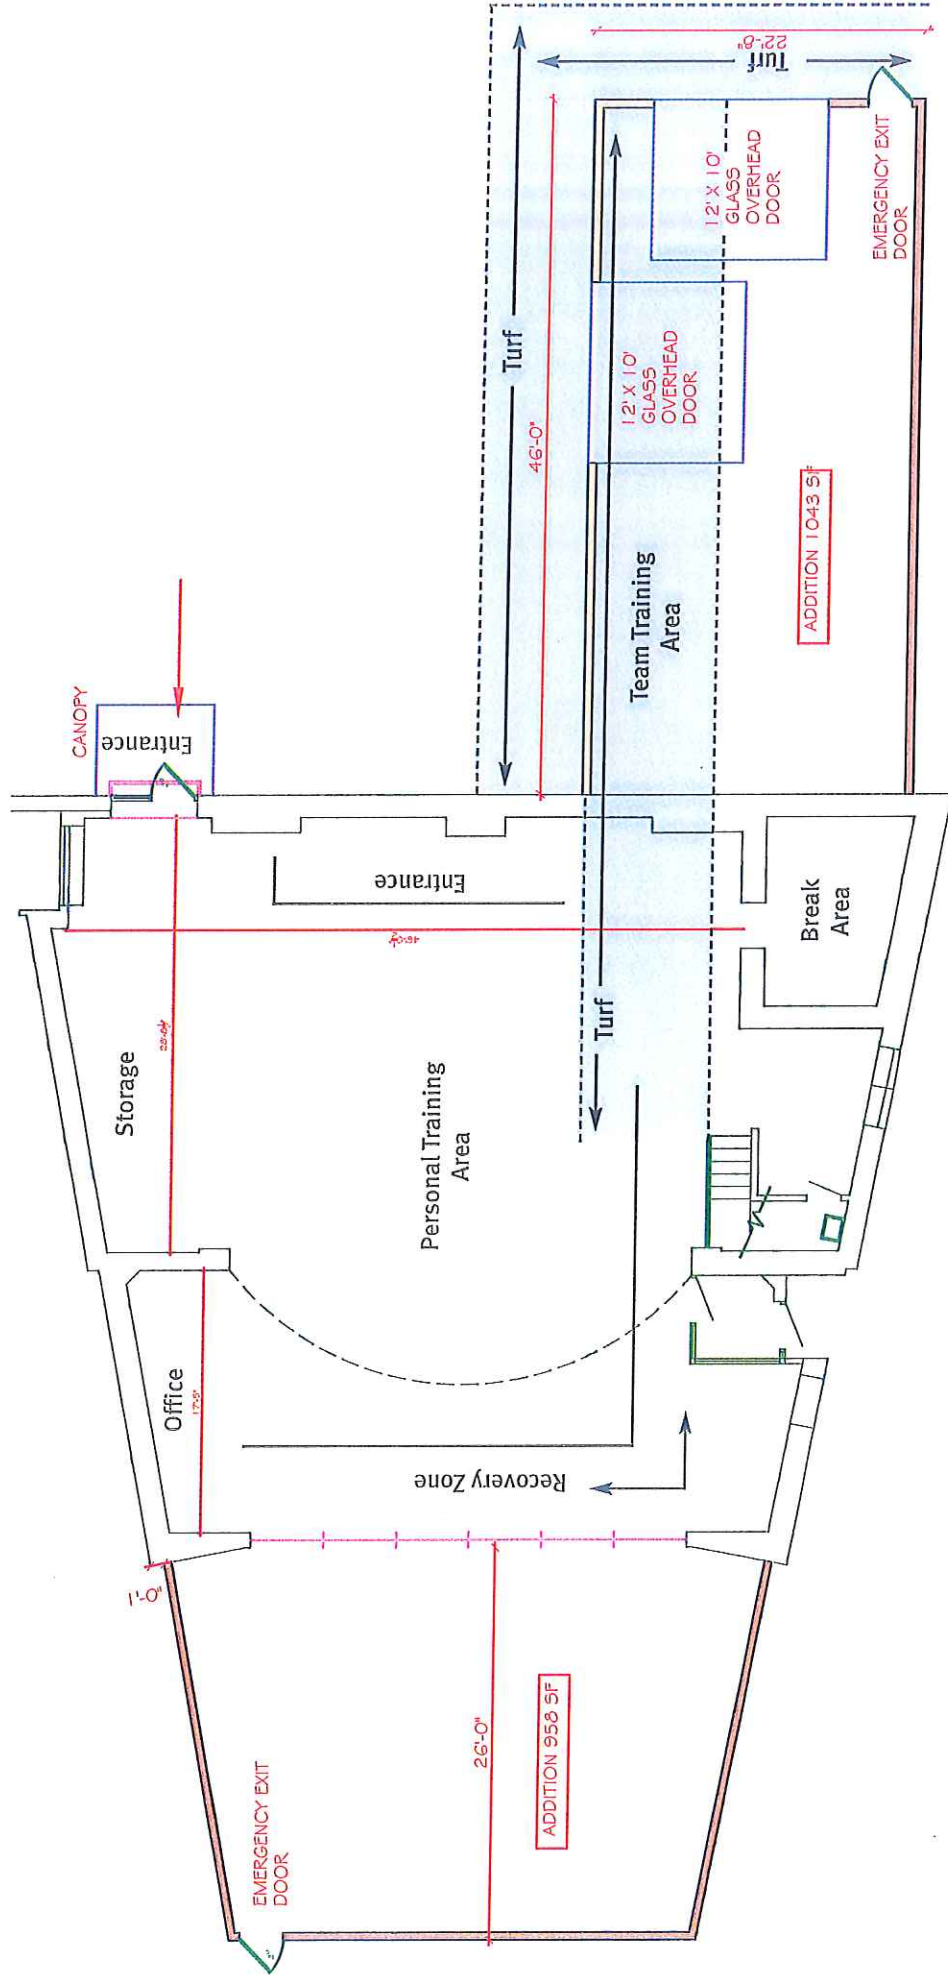 EMERGENCY EXIT
DOOR
26'-0"
ADDITION 958 SF
1'-0"
Office
17'-5"
Recovery Zone
Storage
Personal Training
Area
Entrance
Break
Area
Turf
CANOPY
Entrance
Team Training
Area
46'-0"
Turf
12' X 10'
GLASS
OVERHEAD
DOOR
12' X 10'
GLASS
OVERHEAD
DOOR
ADDITION 1043 SF
EMERGENCY EXIT
DOOR
Turf
22'-8"